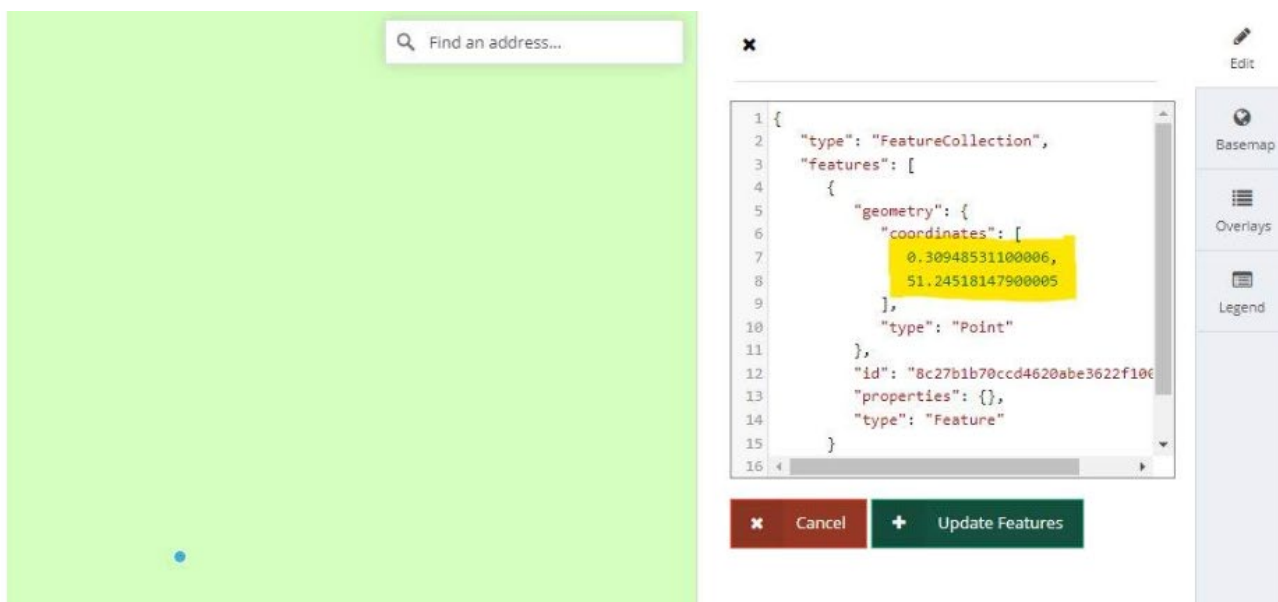 Find an address...
Edit
Basemap
Overlays
Legend
1 {
2 "type": "FeatureCollection",
3 "features": [
4 {
5 "geometry": {
6 "coordinates": [
7 0.30948531100006,
8 51.24518147900005
9 ],
10 "type": "Point"
11 },
12 "id": "8c27b1b70ccd4620abe3622f10
13 "properties": {},
14 "type": "Feature"
15 }
16
Cancel
Update Features